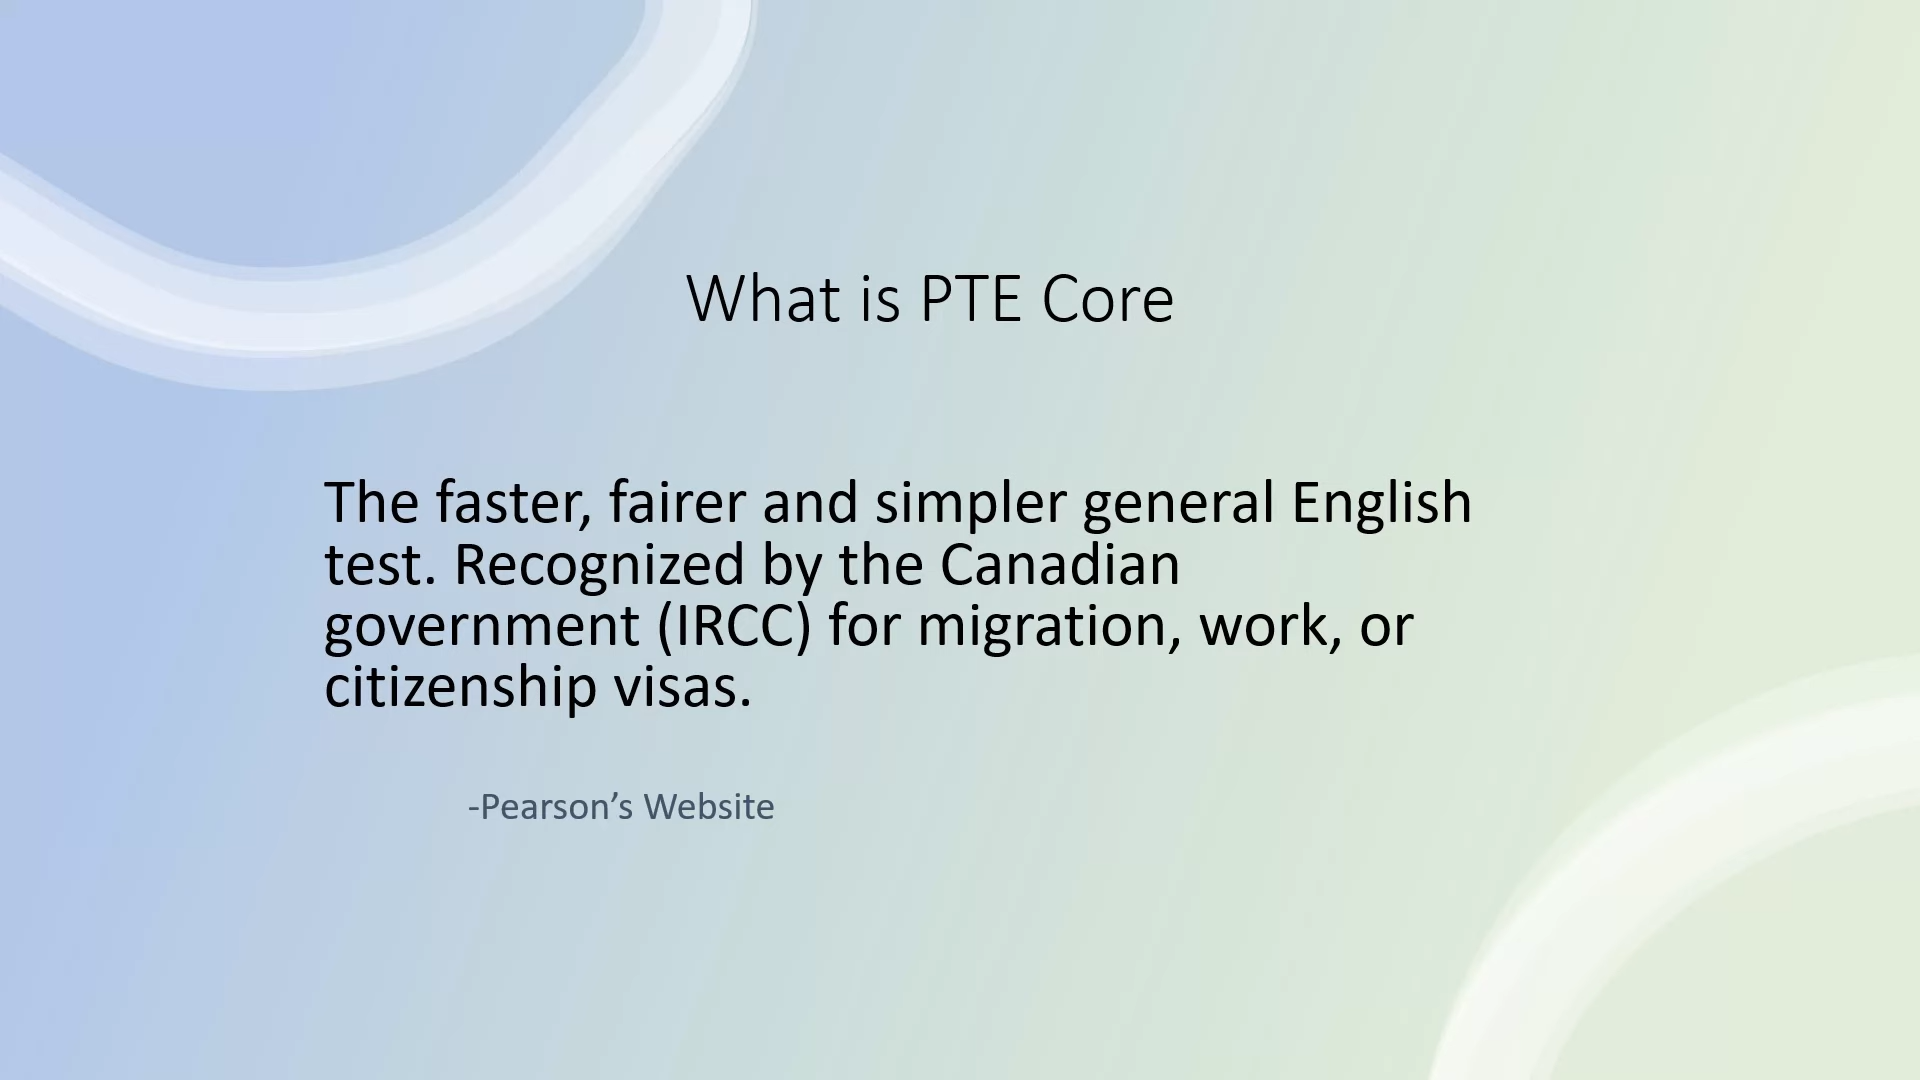 What is PTE Core
The faster, fairer and simpler general English
test. Recognized by the Canadian
government (IRCC) for migration, work, or
citizenship visas.
-Pearson’s Website